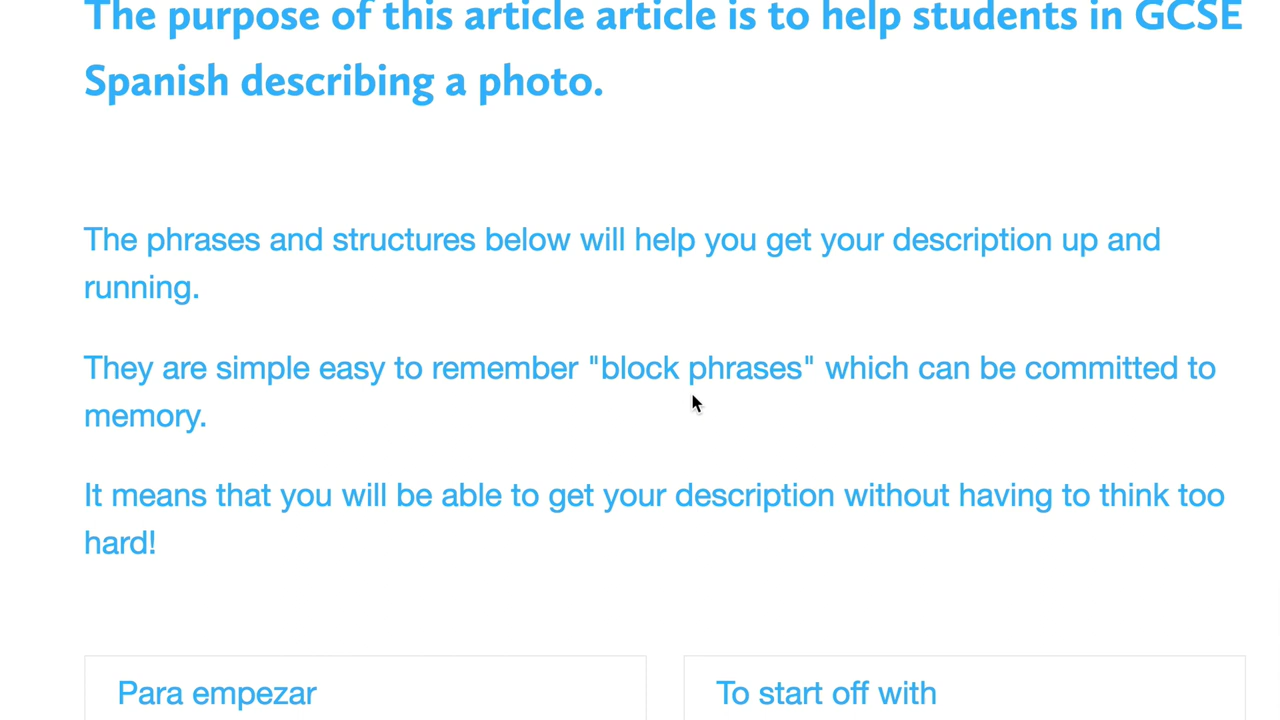 The purpose of this article article is to help students in GCSE
Spanish describing a photo.
The phrases and structures below will help you get your description up and
running.
They are simple easy to remember "block phrases" which can be committed to
memory.
It means that you will be able to get your description without having to think too
hard!
Para empezar
To start off with